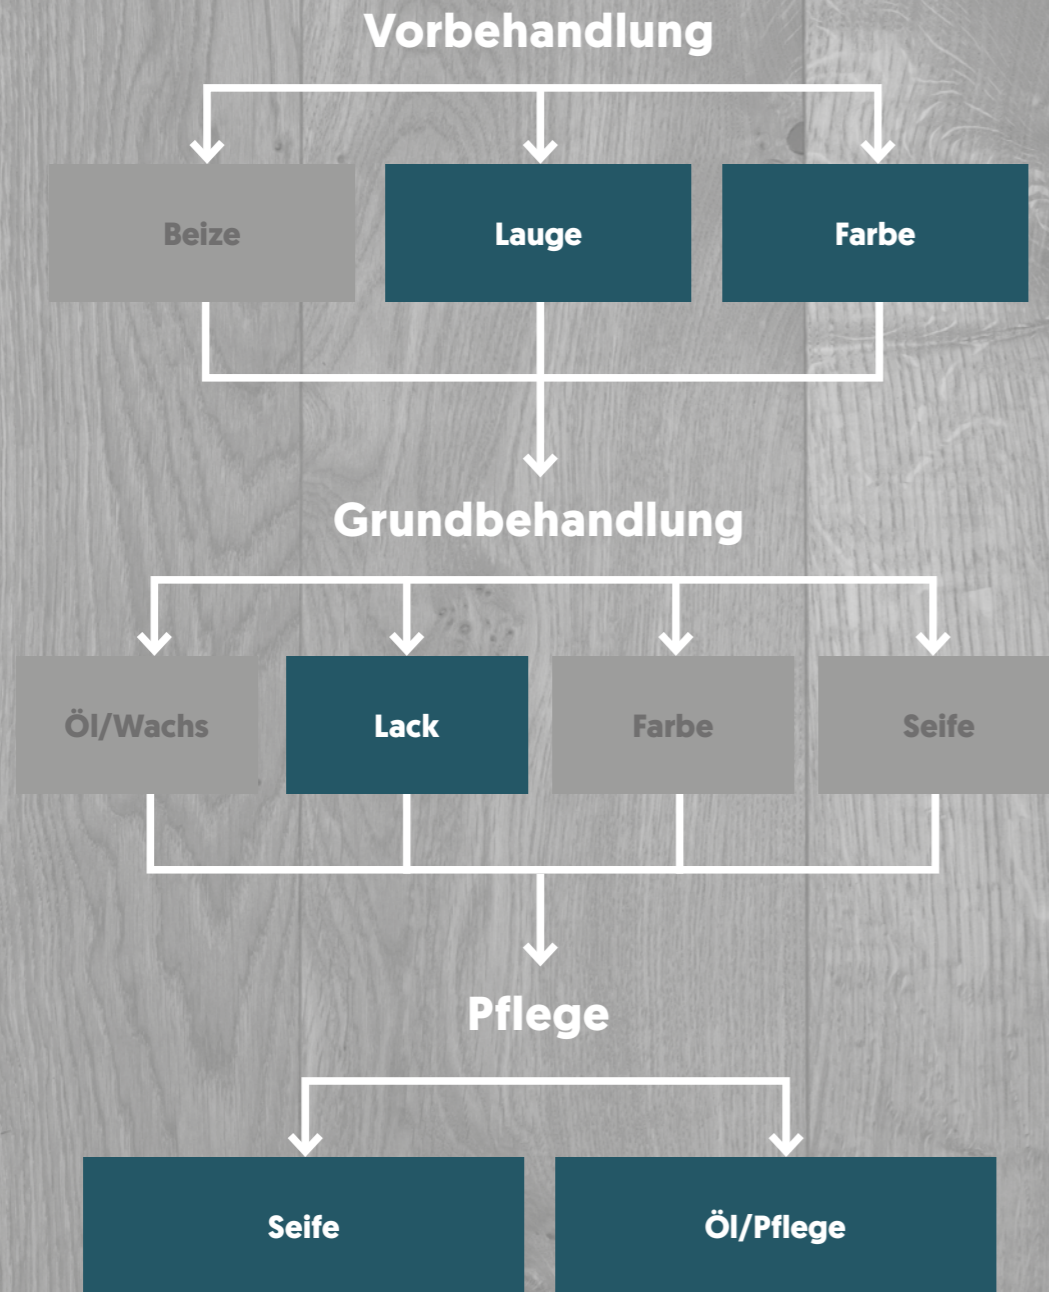 Vorbehandlung
Beize
Lauge
Farbe
Grundbehandlung
Öl/Wachs
Lack
Farbe
Seife
Pflege
Seife
Öl/Pflege